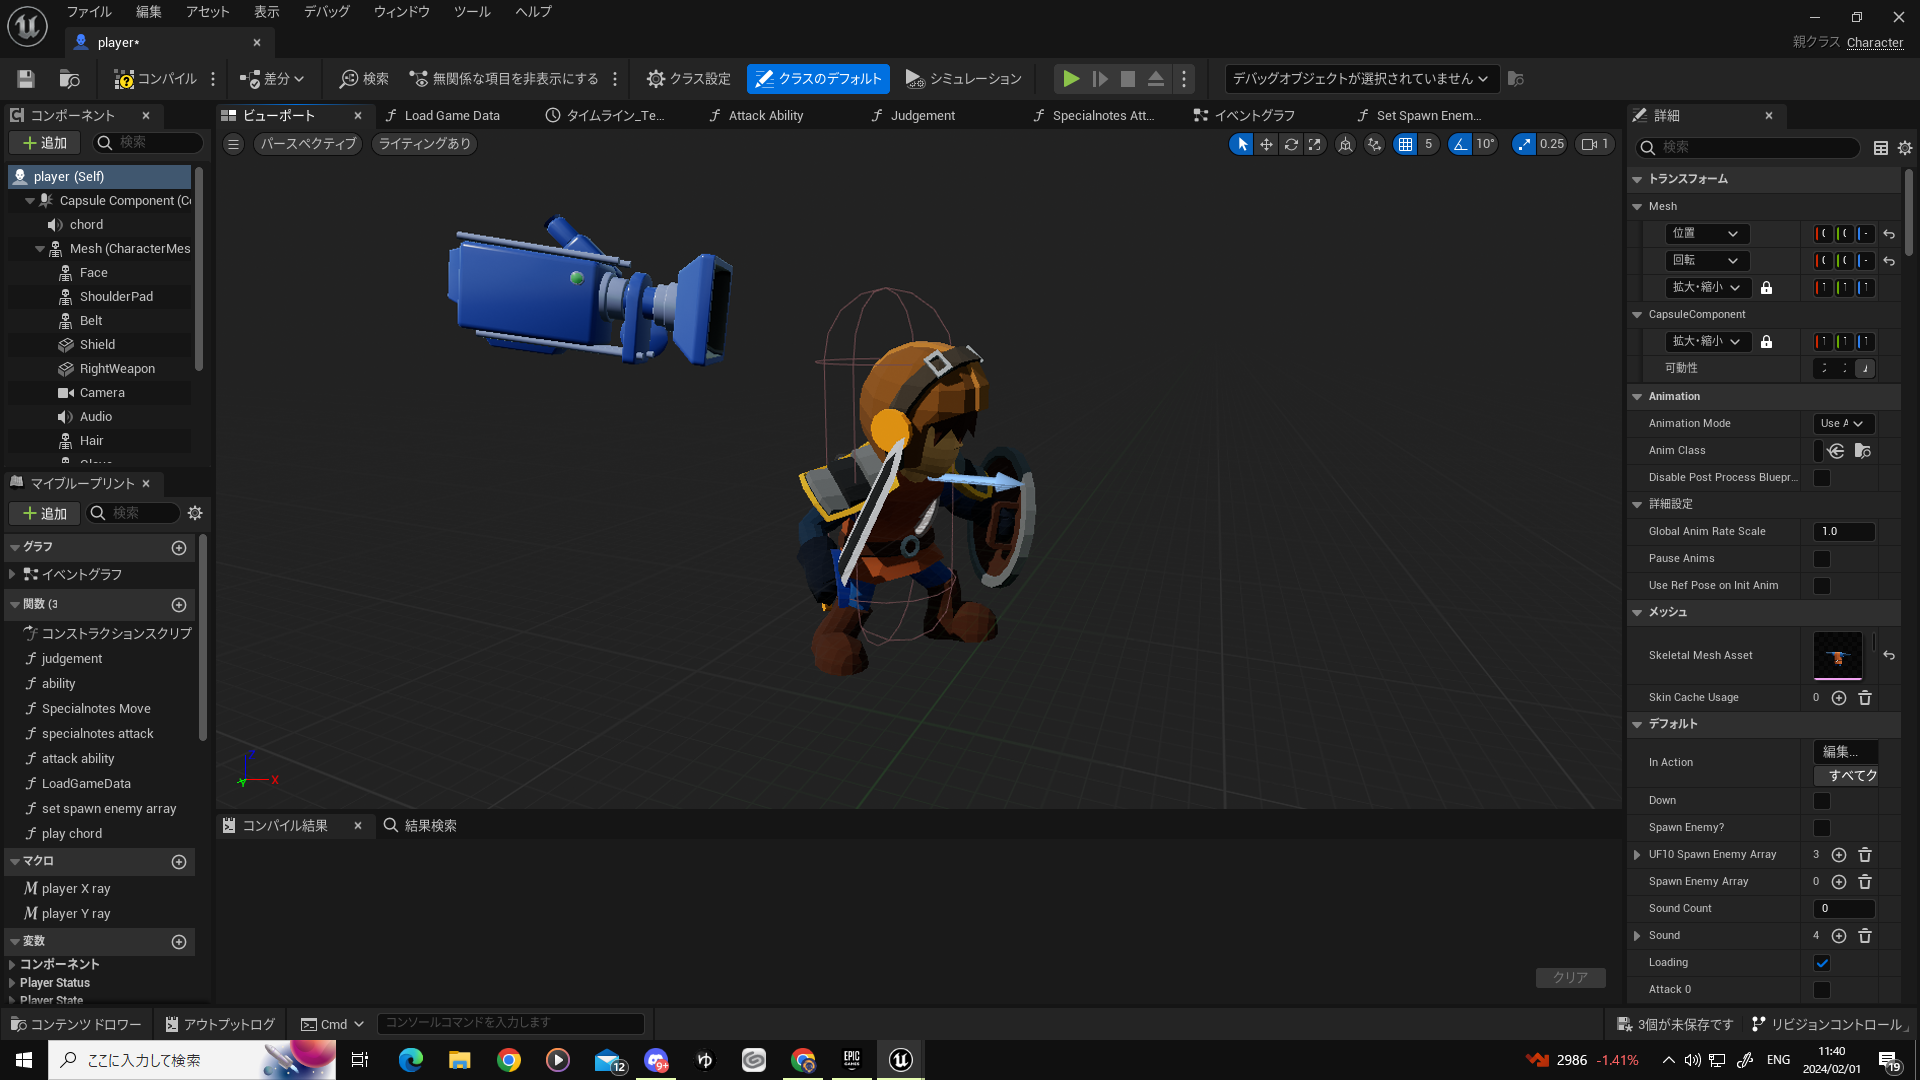 ファイル 編集 アセット 表示 デバッグ ウィンドウ ツール ヘルプ
player*
親クラス Character
コンパイル 差分 検索 無関係な項目を非表示にする クラス設定 クラスのデフォルト シミュレーション デバッグオブジェクトが選択されていません
コンポーネント
追加 検索
player (Self)
Capsule Component (Co
chord
Mesh (CharacterMes
Face
ShoulderPad
Belt
Shield
RightWeapon
Camera
Audio
Hair
マイブループリント
追加 検索
グラフ
イベントグラフ
関数 (3
コンストラクションスクリプ
judgement
ability
Specialnotes Move
specialnotes attack
attack ability
LoadGameData
set spawn enemy array
play chord
マクロ
player X ray
player Y ray
変数
コンポーネント
Player Status
Player State
ビューポート Load Game Data タイムライン_Te... Attack Ability Judgement Specialnotes Att... イベントグラフ Set Spawn Enem...
パースペクティブ ライティングあり 5 10° 0.25 1
Z
Y X
コンパイル結果 結果検索
クリア
詳細
検索
トランスフォーム
Mesh
位置
回転
拡大・縮小
CapsuleComponent
拡大・縮小
可動性
Animation
Animation Mode Use A
Anim Class
Disable Post Process Bluepr...
詳細設定
Global Anim Rate Scale 1.0
Pause Anims
Use Ref Pose on Init Anim
メッシュ
Skeletal Mesh Asset
Skin Cache Usage 0
デフォルト
In Action 編集...
すべてク
Down
Spawn Enemy?
UF10 Spawn Enemy Array 3
Spawn Enemy Array 0
Sound Count 0
Sound 4
Loading
Attack 0
コンテンツドロワー アウトプットログ Cmd コンソールコマンドを入力します 3個が未保存です リビジョンコントロール
ここに入力して検索 12 9+ ゆ EPIC GAMES 2986 -1.41% ENG 11:40
2024/02/01 19